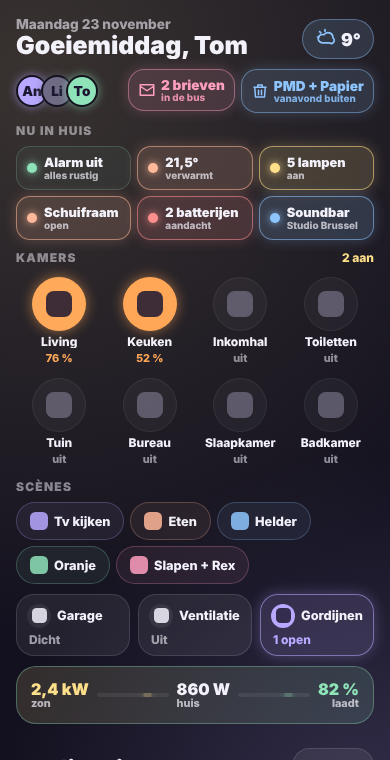 Maandag 23 november
Goeiemiddag, Tom
9°
An Li To
2 brieven
in de bus
PMD + Papier
vanavond buiten
NU IN HUIS
Alarm uit
alles rustig
21,5°
verwarmt
5 lampen
aan
Schuifraam
open
2 batterijen
aandacht
Soundbar
Studio Brussel
KAMERS
2 aan
Living
76 %
Keuken
52 %
Inkomhal
uit
Toiletten
uit
Tuin
uit
Bureau
uit
Slaapkamer
uit
Badkamer
uit
SCÈNES
Tv kijken
Eten
Helder
Oranje
Slapen + Rex
Garage
Dicht
Ventilatie
Uit
Gordijnen
1 open
2,4 kW
zon
860 W
huis
82 %
laadt